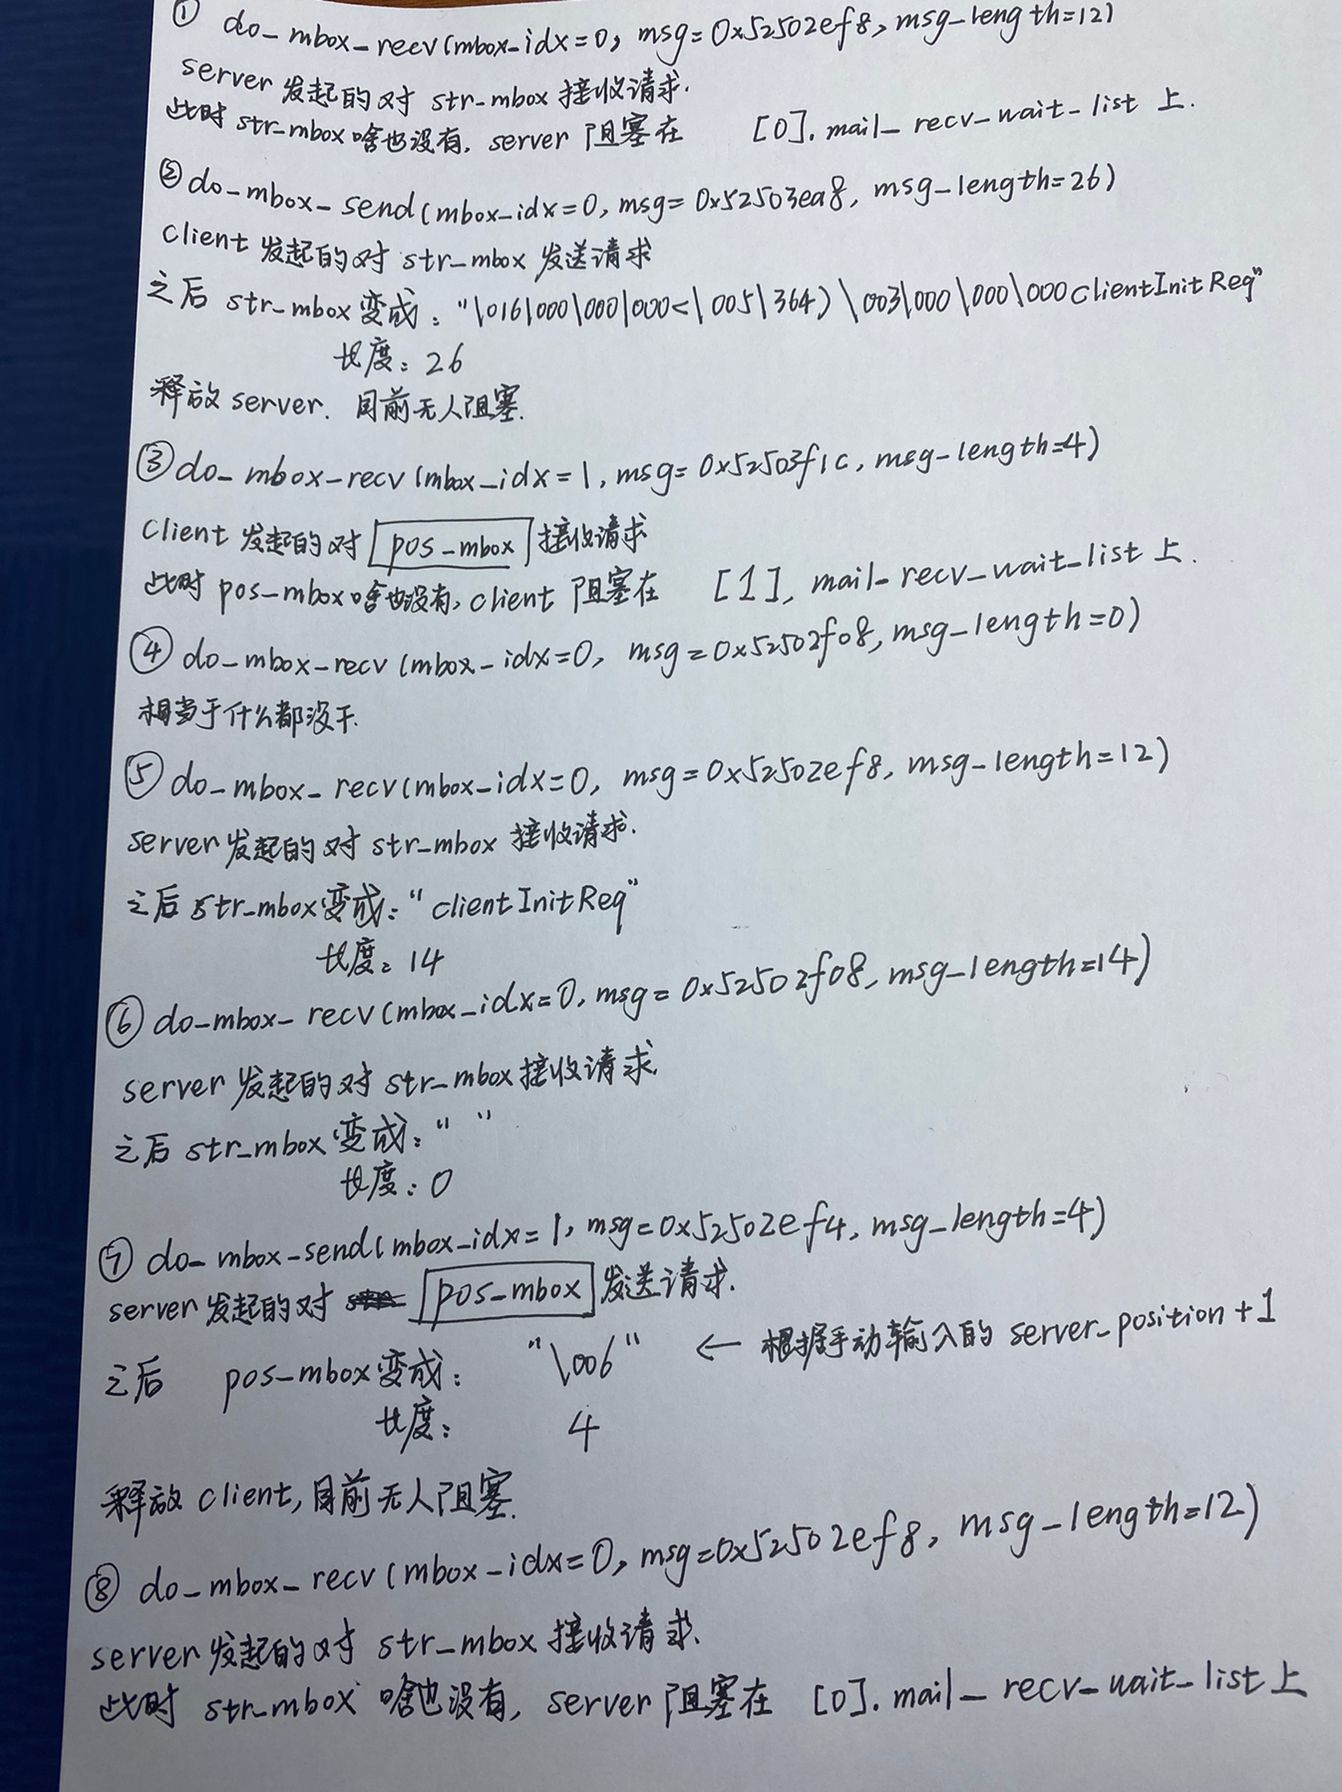 ① do_mbox_recv(mbox_idx=0, msg=0x52502ef8, msg_length=12)
server 发起的对 str_mbox 接收请求.
此时 str_mbox 啥也没有, server 阻塞在 [0]. mail_recv_wait_list 上.
② do_mbox_send(mbox_idx=0, msg=0x52503ea8, msg_length=26)
Client 发起的对 str_mbox 发送请求
之后 str_mbox 变成: "\016\000\000\000<\005\364)\003\000\000\000clientInitReq"
长度: 26
释放 server. 目前无人阻塞.
③ do_mbox_recv(mbox_idx=1, msg=0x52503f1c, msg_length=4)
Client 发起的对 pos_mbox 接收请求
此时 pos_mbox 啥也没有, client 阻塞在 [1]. mail_recv_wait_list 上.
④ do_mbox_recv(mbox_idx=0, msg=0x52502f08, msg_length=0)
相当于什么都没干.
⑤ do_mbox_recv(mbox_idx=0, msg=0x52502ef8, msg_length=12)
server 发起的对 str_mbox 接收请求.
之后 str_mbox 变成: "clientInitReq"
长度: 14
⑥ do_mbox_recv(mbox_idx=0, msg=0x52502f08, msg_length=14)
server 发起的对 str_mbox 接收请求.
之后 str_mbox 变成: " "
长度: 0
⑦ do_mbox_send(mbox_idx=1, msg=0x52502ef4, msg_length=4)
server 发起的对 pos_mbox 发送请求.
之后 pos_mbox 变成: "\006" ← 根据手动输入的 server_position+1
长度: 4
释放 client, 目前无人阻塞.
⑧ do_mbox_recv(mbox_idx=0, msg=0x52502ef8, msg_length=12)
server 发起的对 str_mbox 接收请求.
此时 str_mbox 啥也没有, server 阻塞在 [0]. mail_recv_wait_list 上